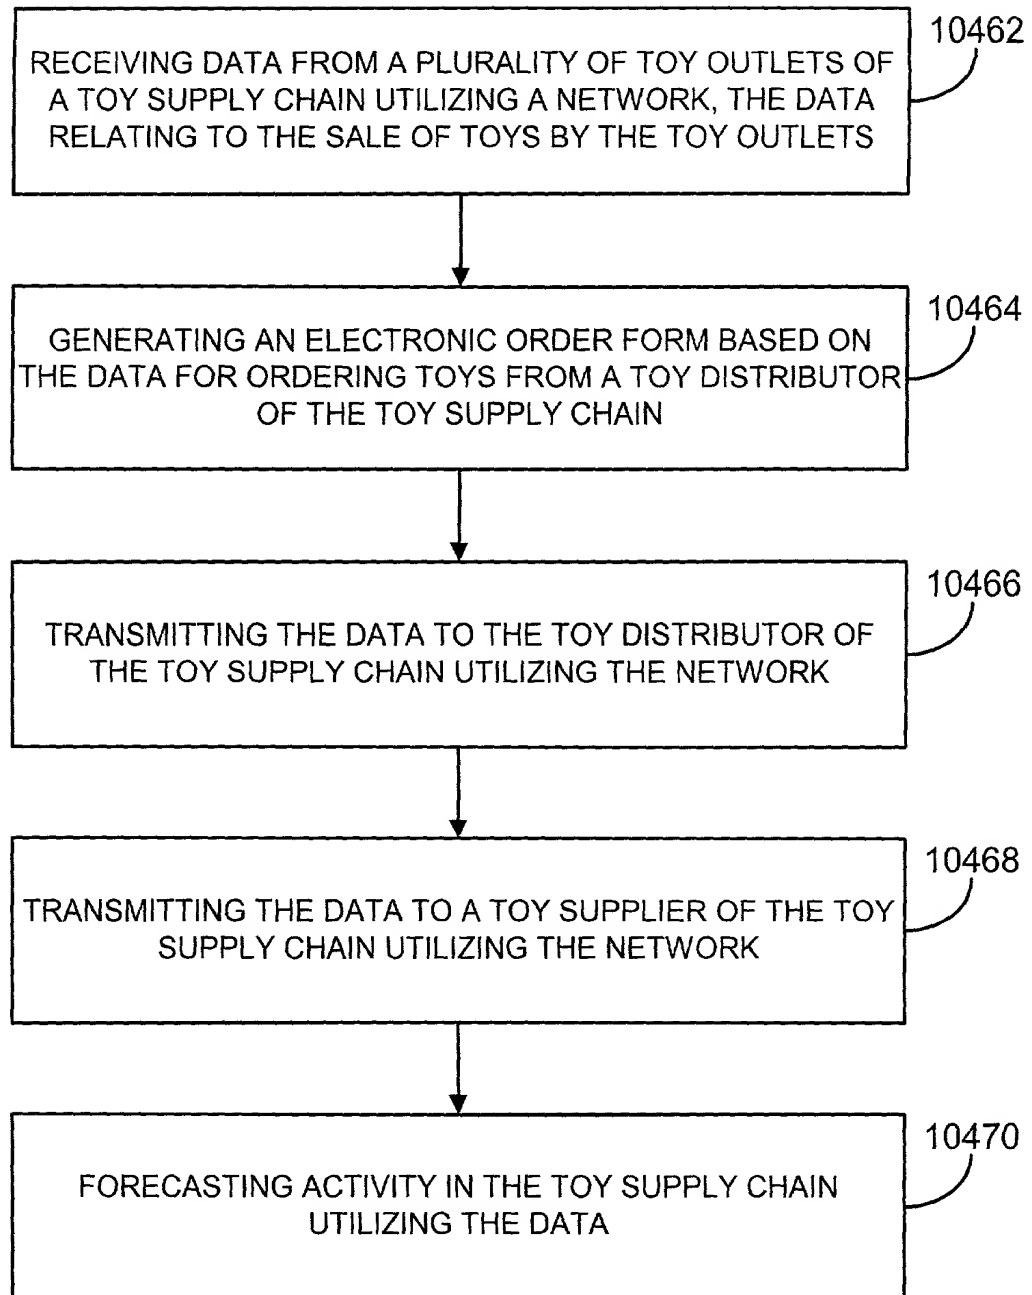 10462
RECEIVING DATA FROM A PLURALITY OF TOY OUTLETS OF
A TOY SUPPLY CHAIN UTILIZING A NETWORK, THE DATA
RELATING TO THE SALE OF TOYS BY THE TOY OUTLETS
10464
GENERATING AN ELECTRONIC ORDER FORM BASED ON
THE DATA FOR ORDERING TOYS FROM A TOY DISTRIBUTOR
OF THE TOY SUPPLY CHAIN
10466
TRANSMITTING THE DATA TO THE TOY DISTRIBUTOR OF
THE TOY SUPPLY CHAIN UTILIZING THE NETWORK
10468
TRANSMITTING THE DATA TO A TOY SUPPLIER OF THE TOY
SUPPLY CHAIN UTILIZING THE NETWORK
10470
FORECASTING ACTIVITY IN THE TOY SUPPLY CHAIN
UTILIZING THE DATA